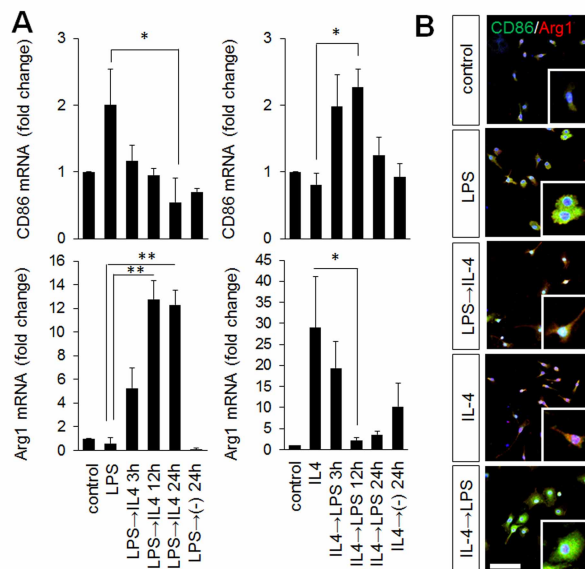 A
B
CD86 mRNA (fold change)
3
2
1
0
*
CD86 mRNA (fold change)
3
2
1
0
*
Arg1 mRNA (fold change)
16
14
12
10
8
6
4
2
0
**
**
Arg1 mRNA (fold change)
45
40
35
30
25
20
15
10
5
0
*
control
LPS
LPS→IL4 3h
LPS→IL4 12h
LPS→IL4 24h
LPS→(-) 24h
control
IL4
IL4→LPS 3h
IL4→LPS 12h
IL4→LPS 24h
IL4→(-) 24h
CD86/Arg1
control
LPS
LPS→IL-4
IL-4
IL-4→LPS